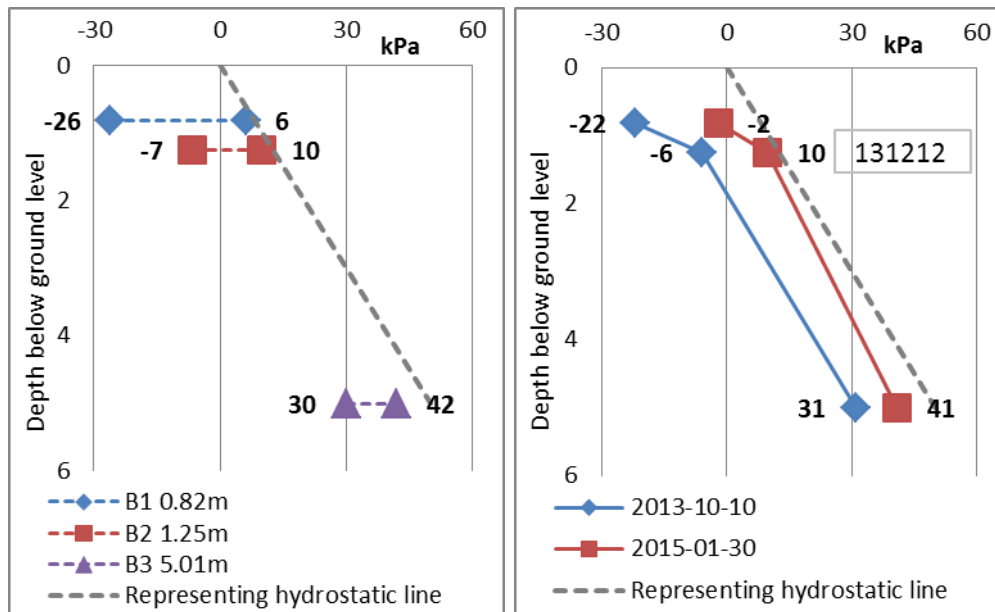 -30 0 30 60
kPa
0
-26 6
-7 10
2
4
30 42
6
Depth below ground level
B1 0.82m
B2 1.25m
B3 5.01m
Representing hydrostatic line
-30 0 30 60
kPa
0
-22 -2
-6 10 131212
2
4
31 41
6
Depth below ground level
2013-10-10
2015-01-30
Representing hydrostatic line